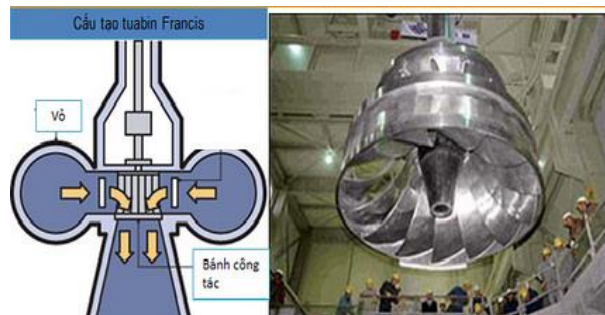 Cấu tạo tuabin Francis
Vỏ
Bánh công
tác